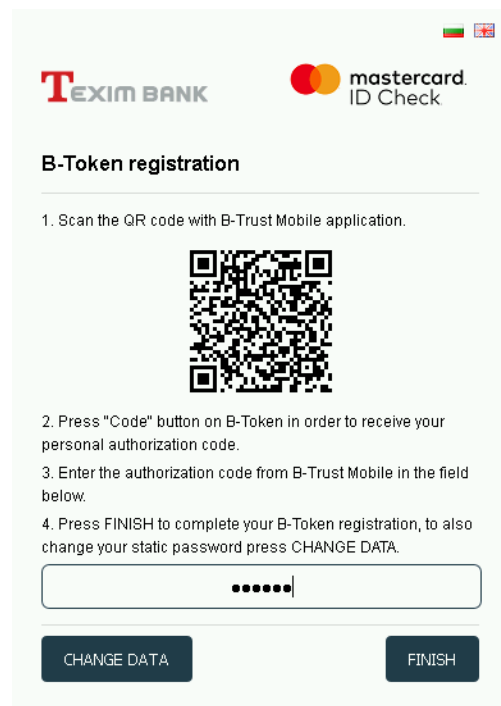 TEXIM BANK
mastercard.
ID Check
B-Token registration
1. Scan the QR code with B-Trust Mobile application.
2. Press "Code" button on B-Token in order to receive your
personal authorization code.
3. Enter the authorization code from B-Trust Mobile in the field
below.
4. Press FINISH to complete your B-Token registration, to also
change your static password press CHANGE DATA.
••••••
CHANGE DATA
FINISH